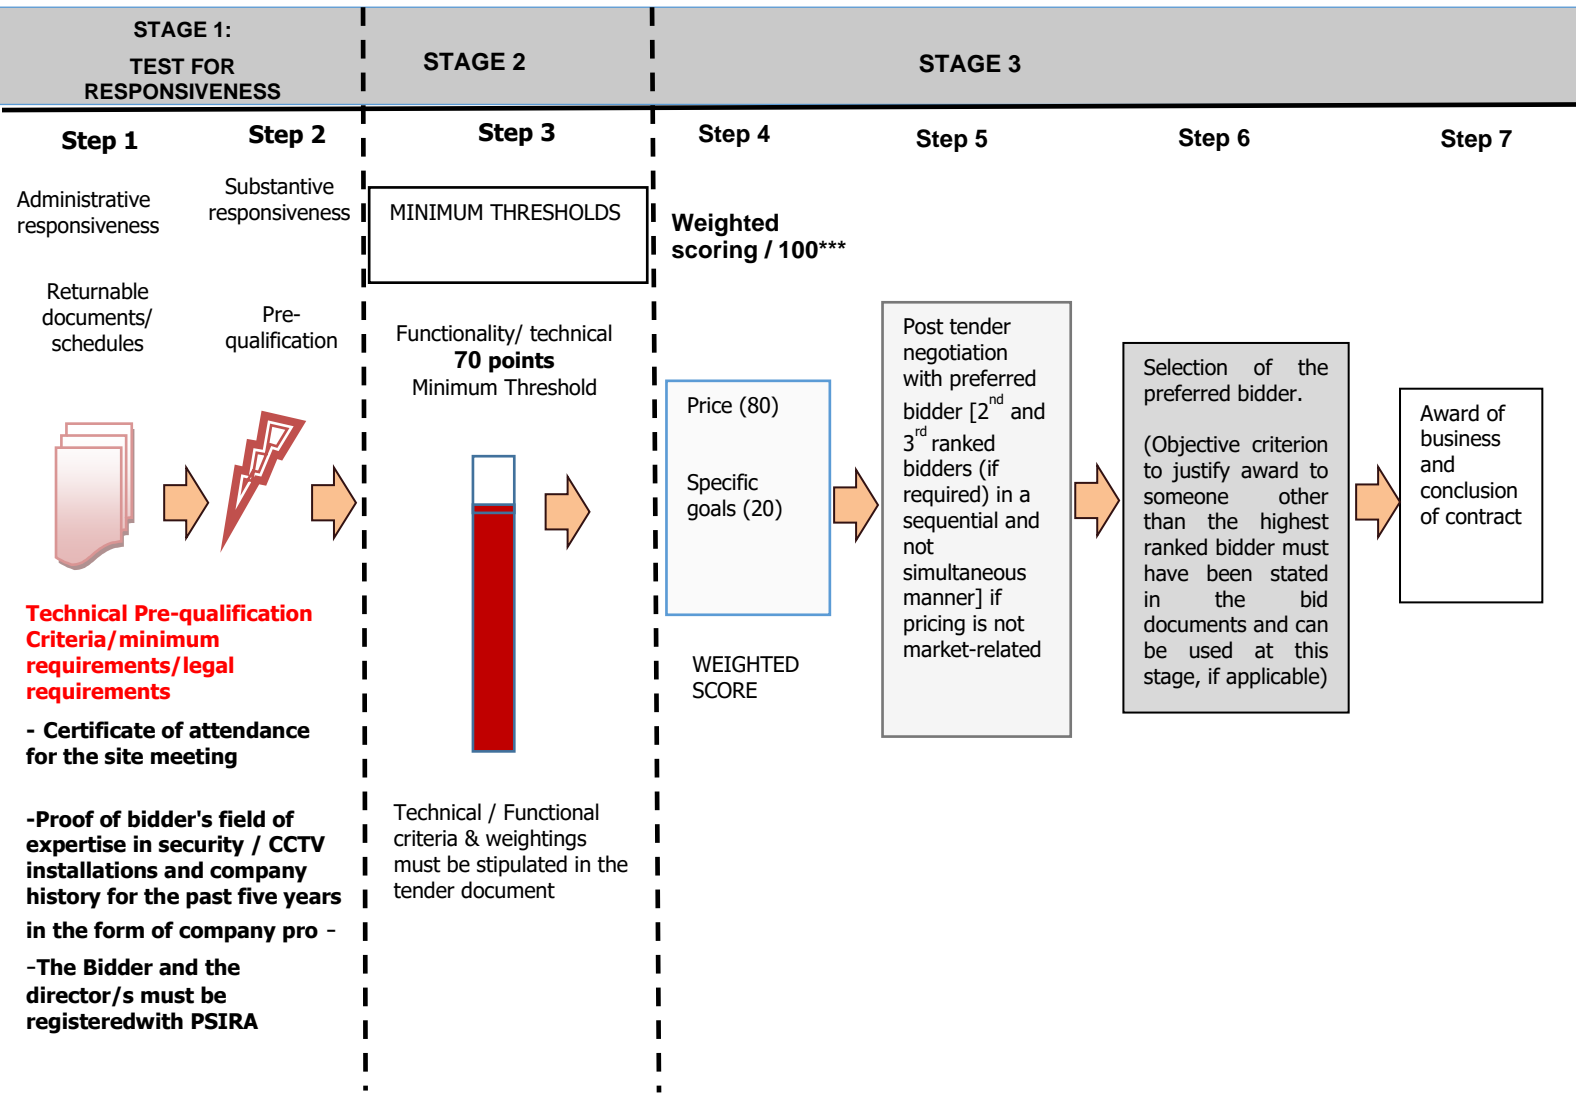 STAGE 1:
TEST FOR
RESPONSIVENESS
STAGE 2
STAGE 3
Step 1
Step 2
Step 3
Step 4
Step 5
Step 6
Step 7
Administrative
responsiveness
Substantive
responsiveness
MINIMUM THRESHOLDS
Weighted
scoring / 100***
Returnable
documents/
schedules
Pre-
qualification
Functionality/ technical
70 points
Minimum Threshold
Price (80)
Specific
goals (20)
WEIGHTED
SCORE
Post tender
negotiation
with preferred
bidder [2nd and
3rd ranked
bidders (if
required) in a
sequential and
not
simultaneous
manner] if
pricing is not
market-related
Selection of the
preferred bidder.
(Objective criterion
to justify award to
someone other
than the highest
ranked bidder must
have been stated
in the bid
documents and can
be used at this
stage, if applicable)
Award of
business
and
conclusion
of contract
Technical Pre-qualification
Criteria/minimum
requirements/legal
requirements
- Certificate of attendance
for the site meeting
-Proof of bidder's field of
expertise in security / CCTV
installations and company
history for the past five years
in the form of company pro -
-The Bidder and the
director/s must be
registeredwith PSIRA
Technical / Functional
criteria & weightings
must be stipulated in the
tender document